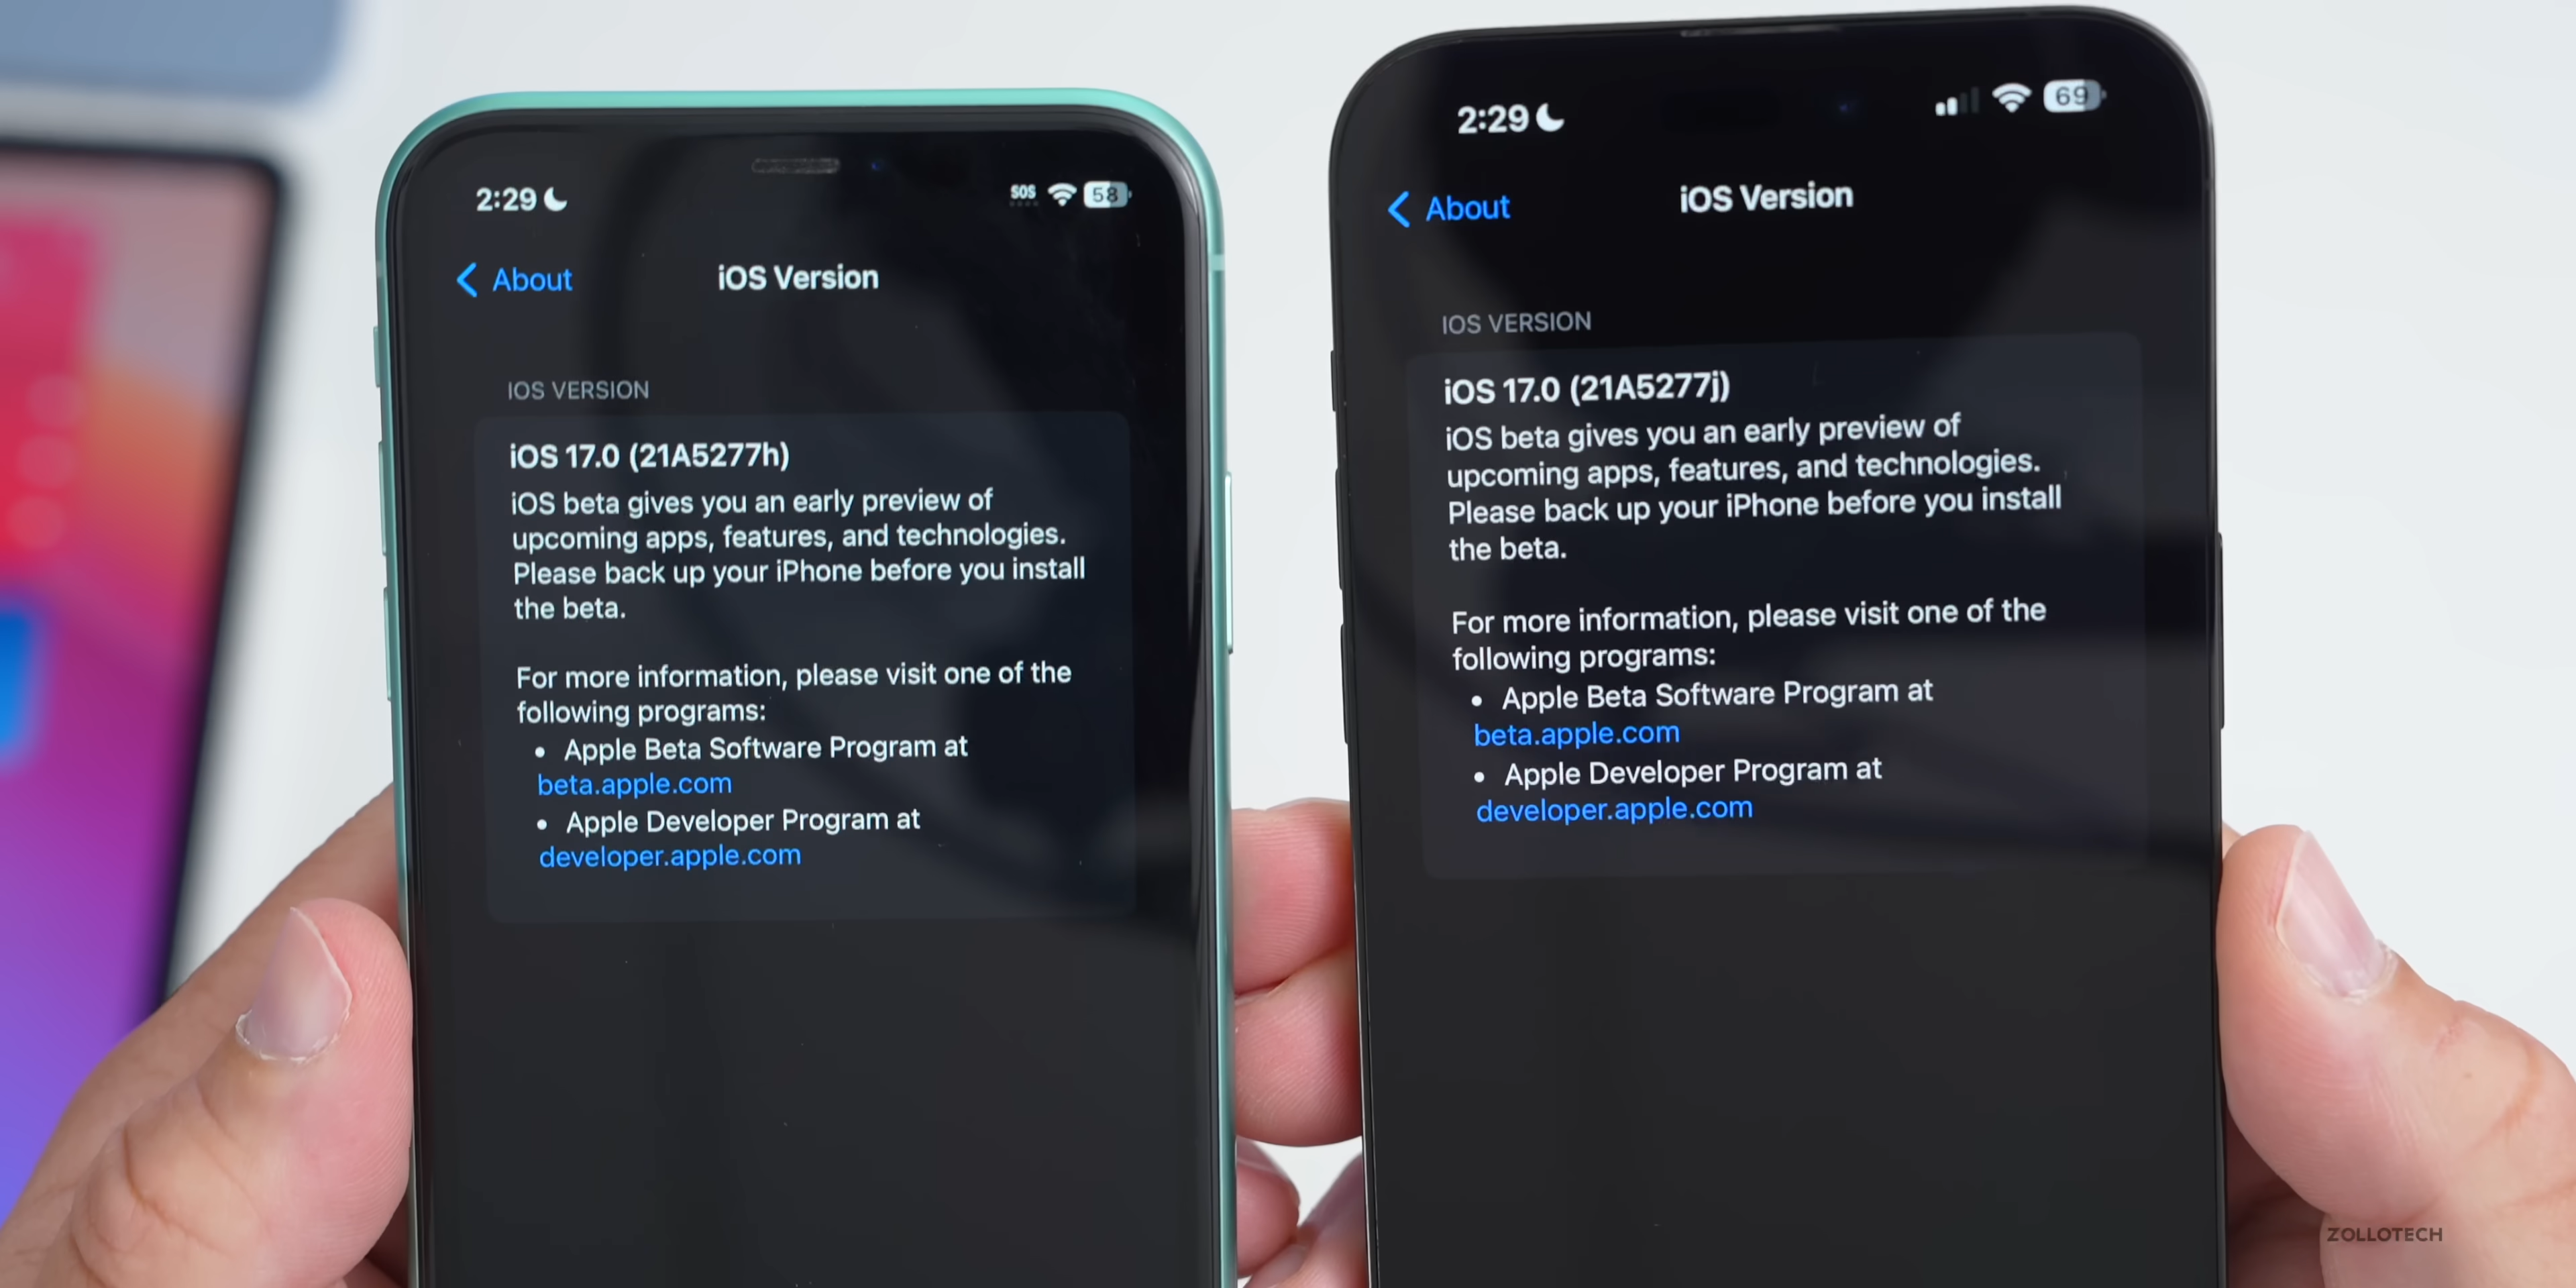 2:29
SOS 58
About
iOS Version
IOS VERSION
iOS 17.0 (21A5277h)
iOS beta gives you an early preview of
upcoming apps, features, and technologies.
Please back up your iPhone before you install
the beta.
For more information, please visit one of the
following programs:
• Apple Beta Software Program at
beta.apple.com
• Apple Developer Program at
developer.apple.com
2:29
69
About
iOS Version
IOS VERSION
iOS 17.0 (21A5277j)
iOS beta gives you an early preview of
upcoming apps, features, and technologies.
Please back up your iPhone before you install
the beta.
For more information, please visit one of the
following programs:
• Apple Beta Software Program at
beta.apple.com
• Apple Developer Program at
developer.apple.com
ZOLLOTECH